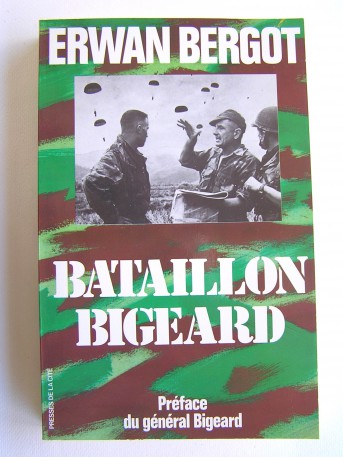 ERWAN BERGOT
BATAILLON
BIGEARD
Préface
du général Bigeard
PRESSES DE LA CITÉ